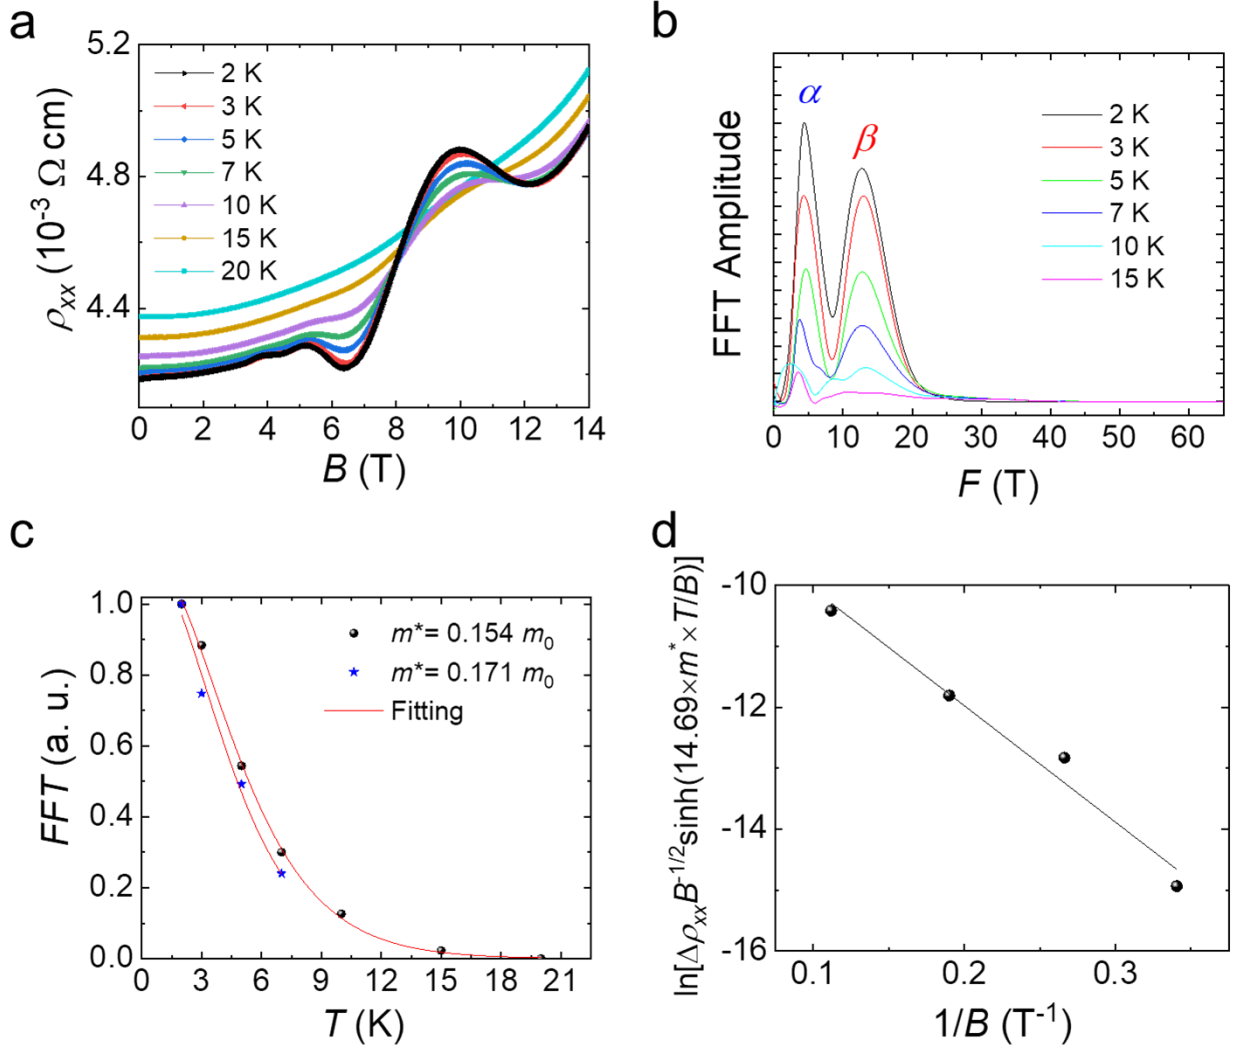 a
5.2
4.8
4.4
ρxx (10-3 Ω cm)
2 K
3 K
5 K
7 K
10 K
15 K
20 K
0 2 4 6 8 10 12 14
B (T)
b
FFT Amplitude
α
β
2 K
3 K
5 K
7 K
10 K
15 K
0 10 20 30 40 50 60
F (T)
c
1.0
0.8
0.6
0.4
0.2
0.0
FFT (a. u.)
m*= 0.154 m0
m*= 0.171 m0
Fitting
0 3 6 9 12 15 18 21
T (K)
d
-10
-12
-14
-16
ln[Δρxx B-1/2 sinh(14.69×m*×T/B)]
0.1 0.2 0.3
1/B (T-1)